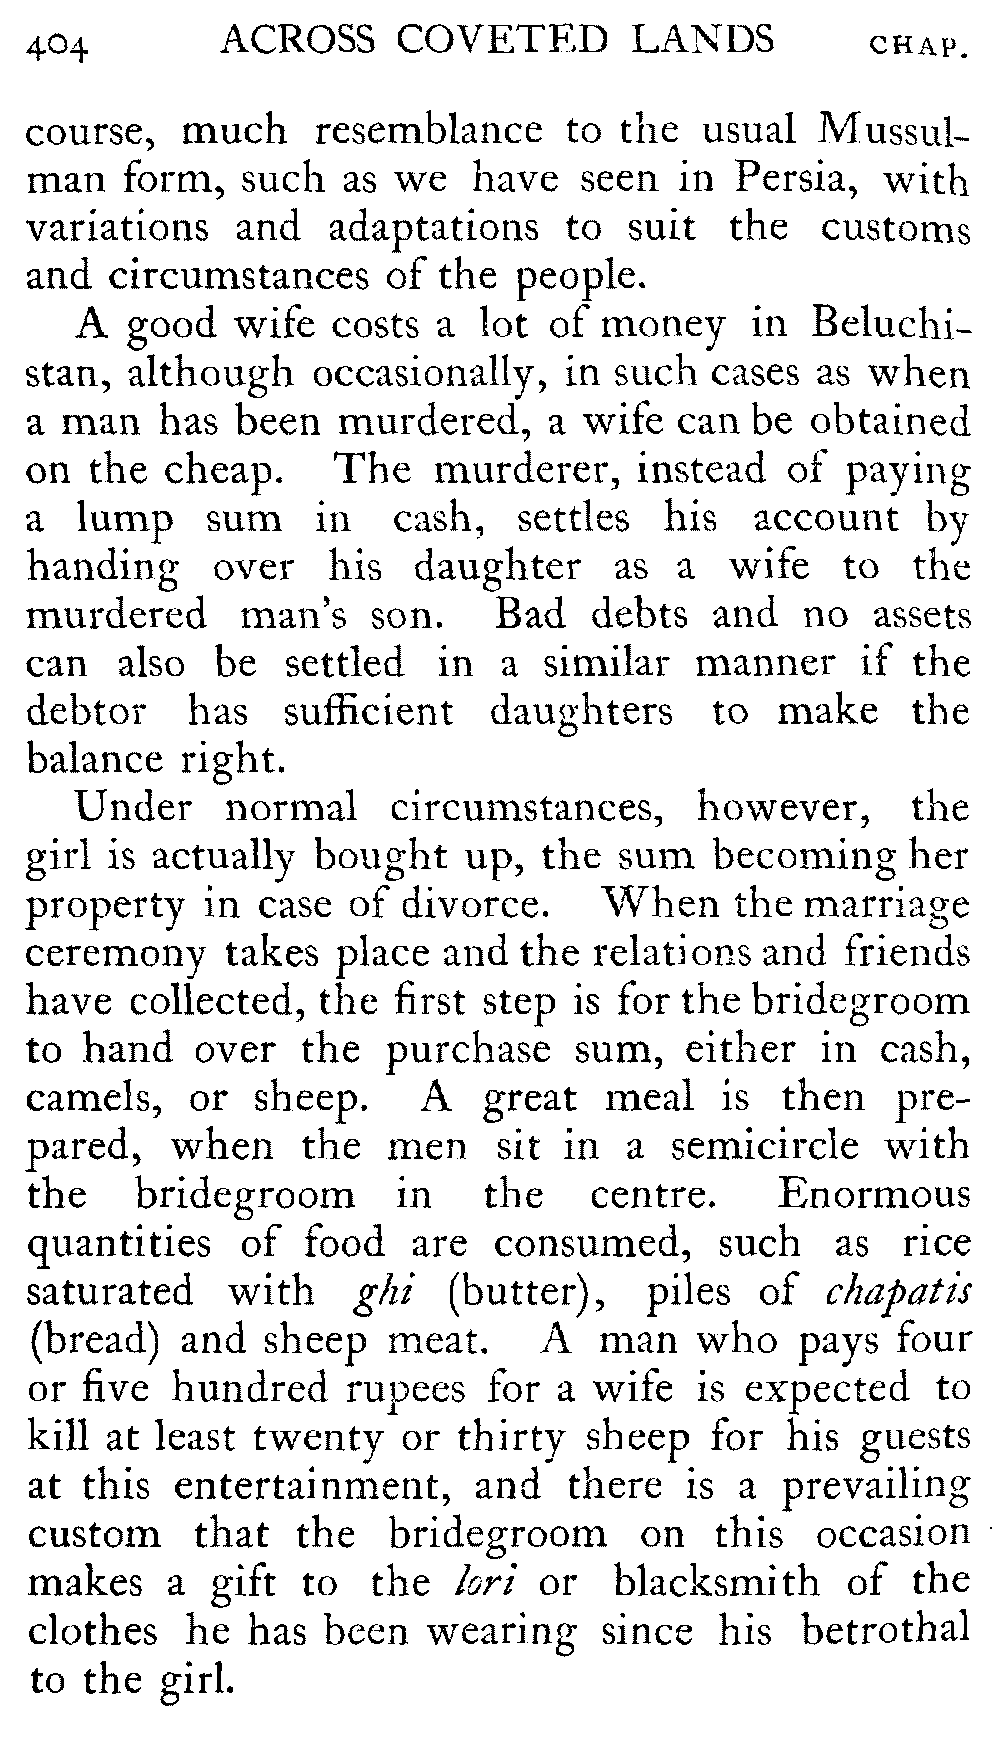 404 ACROSS COVETED LANDS CHAP.
course, much resemblance to the usual Mussul-
man form, such as we have seen in Persia, with
variations and adaptations to suit the customs
and circumstances of the people.
A good wife costs a lot of money in Beluchi-
stan, although occasionally, in such cases as when
a man has been murdered, a wife can be obtained
on the cheap. The murderer, instead of paying
a lump sum in cash, settles his account by
handing over his daughter as a wife to the
murdered man's son. Bad debts and no assets
can also be settled in a similar manner if the
debtor has sufficient daughters to make the
balance right.
Under normal circumstances, however, the
girl is actually bought up, the sum becoming her
property in case of divorce. When the marriage
ceremony takes place and the relations and friends
have collected, the first step is for the bridegroom
to hand over the purchase sum, either in cash,
camels, or sheep. A great meal is then pre-
pared, when the men sit in a semicircle with
the bridegroom in the centre. Enormous
quantities of food are consumed, such as rice
saturated with ghi (butter), piles of chapatis
(bread) and sheep meat. A man who pays four
or five hundred rupees for a wife is expected to
kill at least twenty or thirty sheep for his guests
at this entertainment, and there is a prevailing
custom that the bridegroom on this occasion
makes a gift to the lori or blacksmith of the
clothes he has been wearing since his betrothal
to the girl.